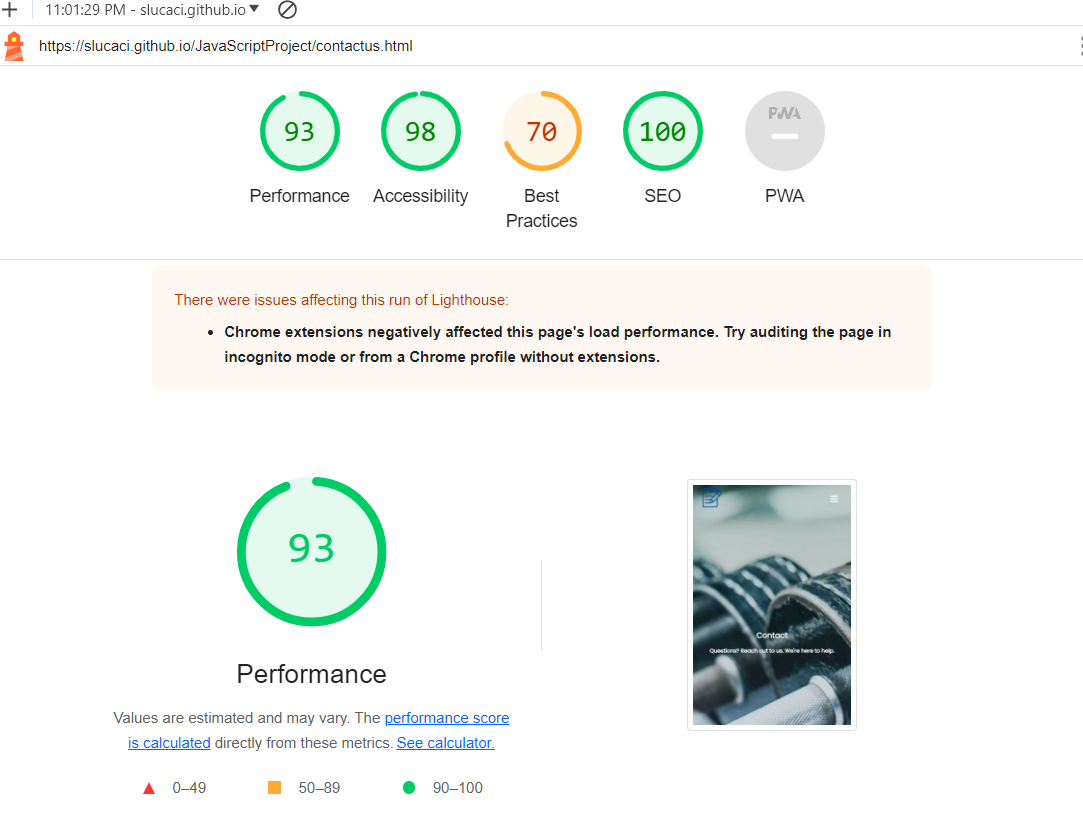 11:01:29 PM - slucaci.github.io
https://slucaci.github.io/JavaScriptProject/contactus.html
93
98
70
100
PWA
Performance
Accessibility
Best
Practices
SEO
PWA
There were issues affecting this run of Lighthouse:
• Chrome extensions negatively affected this page's load performance. Try auditing the page in
incognito mode or from a Chrome profile without extensions.
93
Performance
Values are estimated and may vary. The performance score
is calculated directly from these metrics. See calculator.
0–49
50–89
90–100
Contact
Questions? Reach out to us. We're here to help.